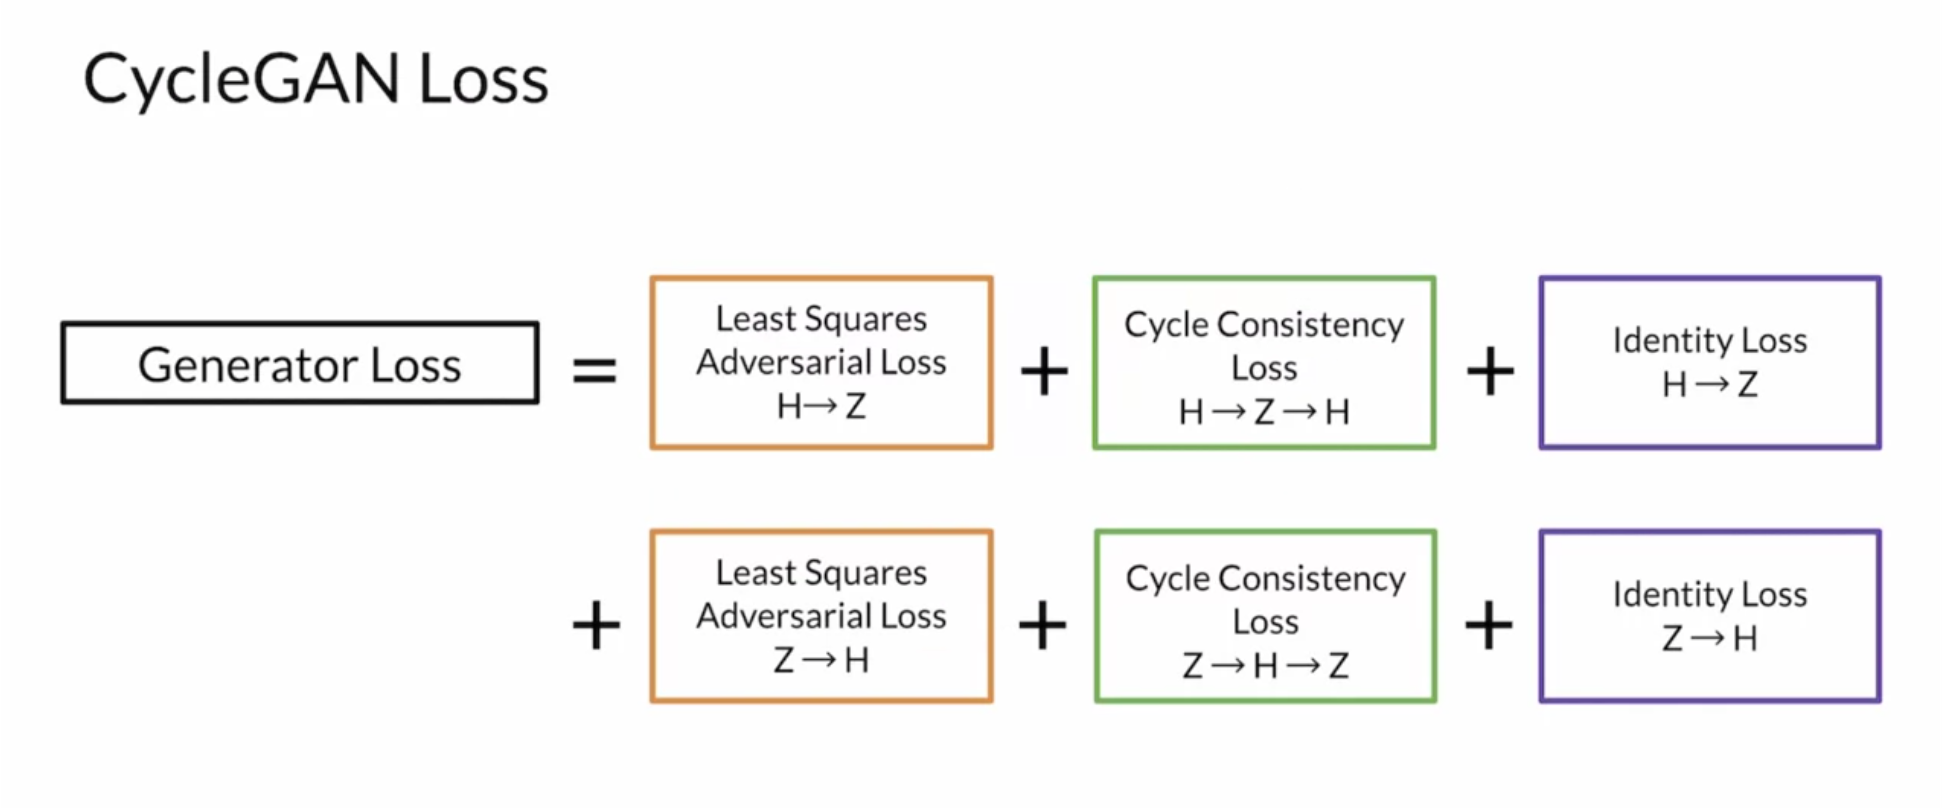 CycleGAN Loss
Generator Loss
=
Least Squares
Adversarial Loss
H→ Z
+
Cycle Consistency
Loss
H → Z → H
+
Identity Loss
H → Z
+
Least Squares
Adversarial Loss
Z → H
+
Cycle Consistency
Loss
Z → H → Z
+
Identity Loss
Z → H